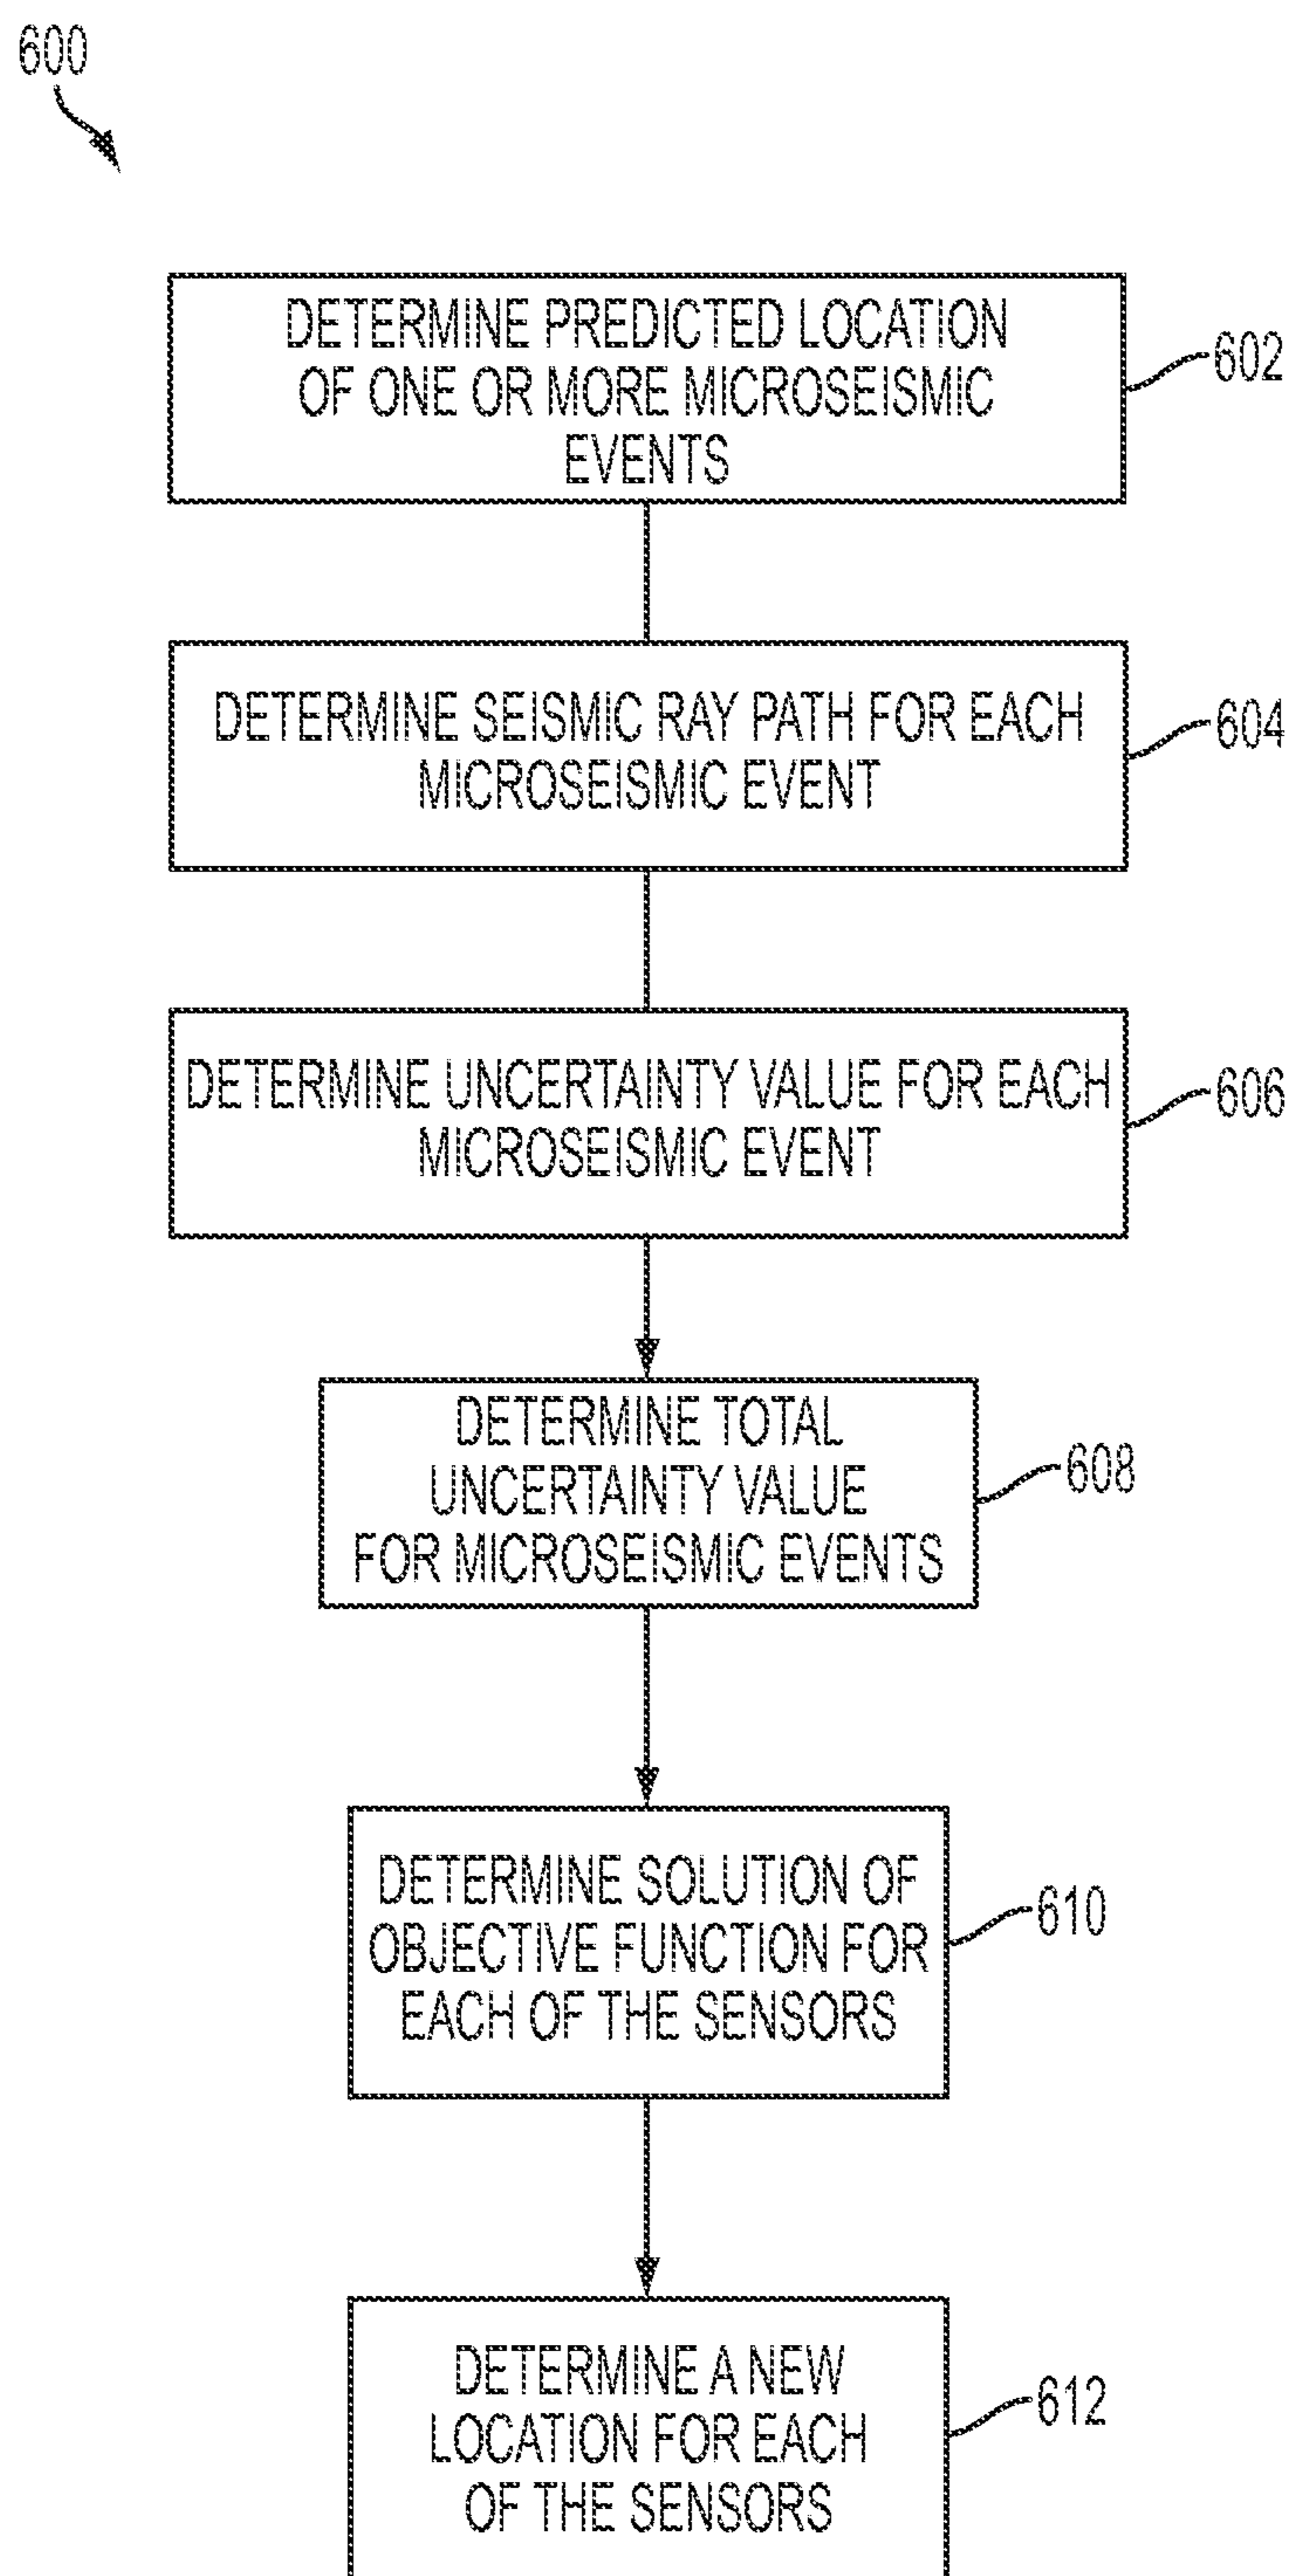 600
DETERMINE PREDICTED LOCATION
OF ONE OR MORE MICROSEISMIC
EVENTS
602
DETERMINE SEISMIC RAY PATH FOR EACH
MICROSEISMIC EVENT
604
DETERMINE UNCERTAINTY VALUE FOR EACH
MICROSEISMIC EVENT
606
DETERMINE TOTAL
UNCERTAINTY VALUE
FOR MICROSEISMIC EVENTS
608
DETERMINE SOLUTION OF
OBJECTIVE FUNCTION FOR
EACH OF THE SENSORS
610
DETERMINE A NEW
LOCATION FOR EACH
OF THE SENSORS
612